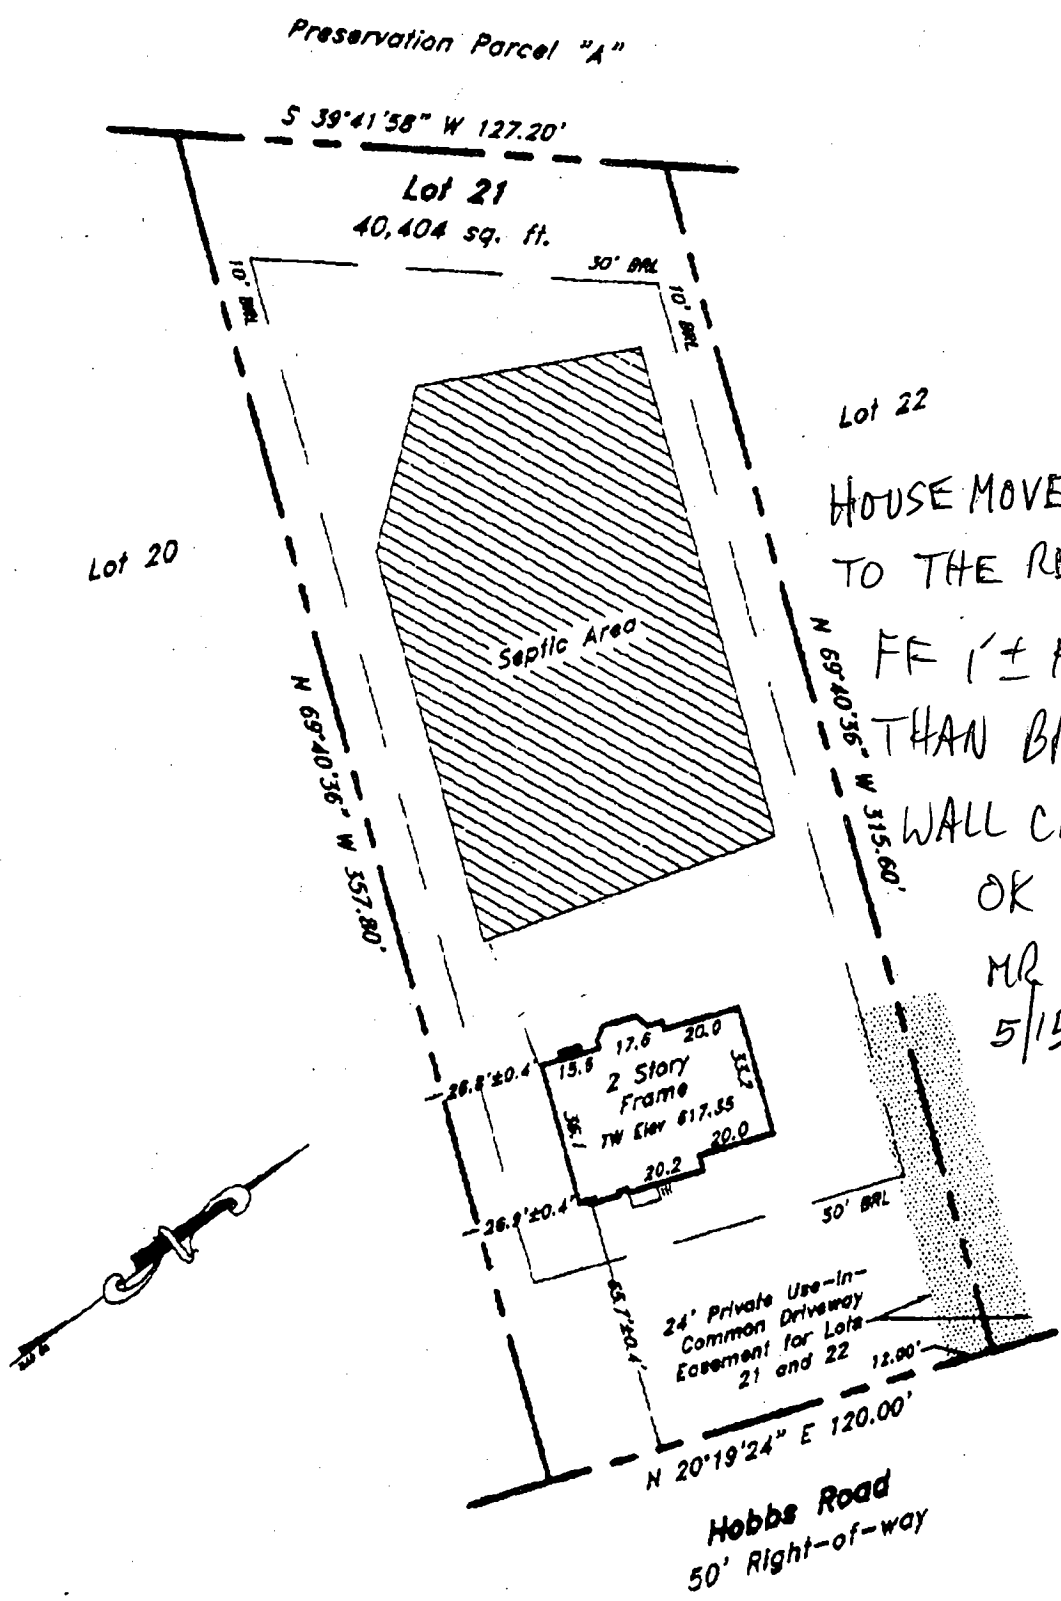 Preservation Parcel "A"
S 39°41'58" W 127.20'
Lot 21
40,404 sq. ft.
10' BRL
30' BRL
10' BRL
Lot 22
HOUSE MOVE
TO THE
FF 1'±
THAN
WALL
OK
MR
5/15
Lot 20
Septic Area
N 69°40'36" W 357.80'
N 69°40'36" W 315.60'
15.6
17.6
20.0
2 Story
Frame
TW Elev 617.35
33.2
36.1
20.0
20.2
26.8'±0.4'
26.9'±0.4'
50' BRL
65.7'±0.4'
24' Private Use-in-
Common Driveway
Easement for Lots
21 and 22
12.00'
N 20°19'24" E 120.00'
Hobbs Road
50' Right-of-way